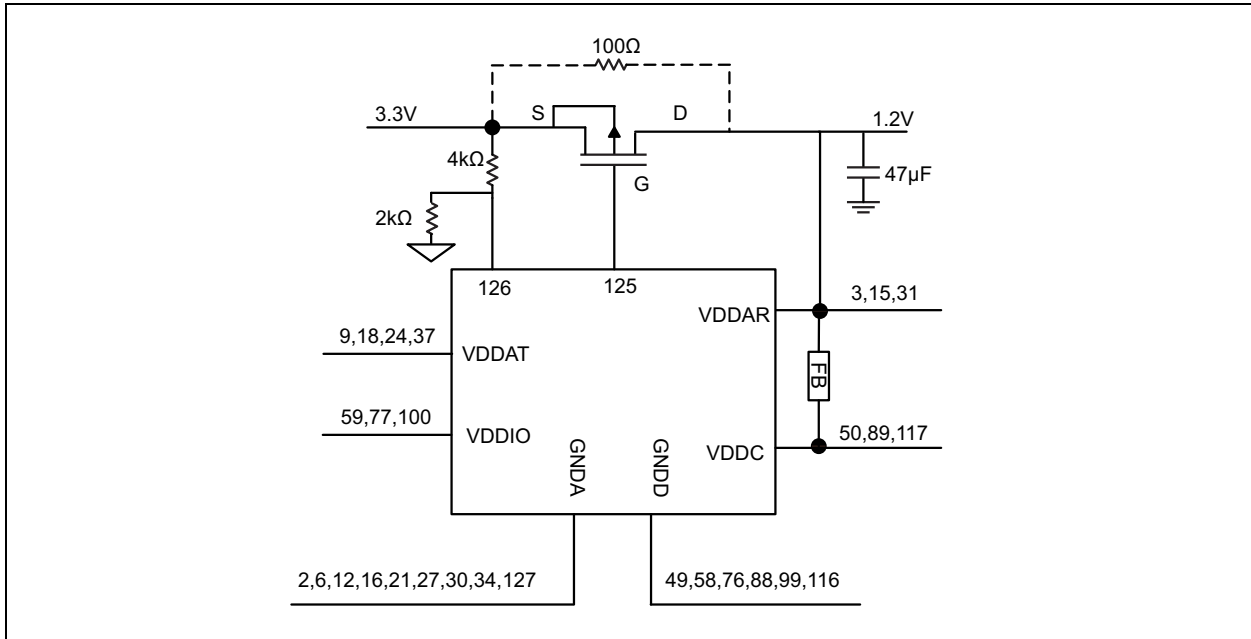 100Ω
3.3V
S
D
1.2V
4kΩ
G
47µF
2kΩ
126
125
VDDAR
3,15,31
9,18,24,37
VDDAT
FB
59,77,100
VDDIO
GNDA
GNDD
VDDC
50,89,117
2,6,12,16,21,27,30,34,127
49,58,76,88,99,116